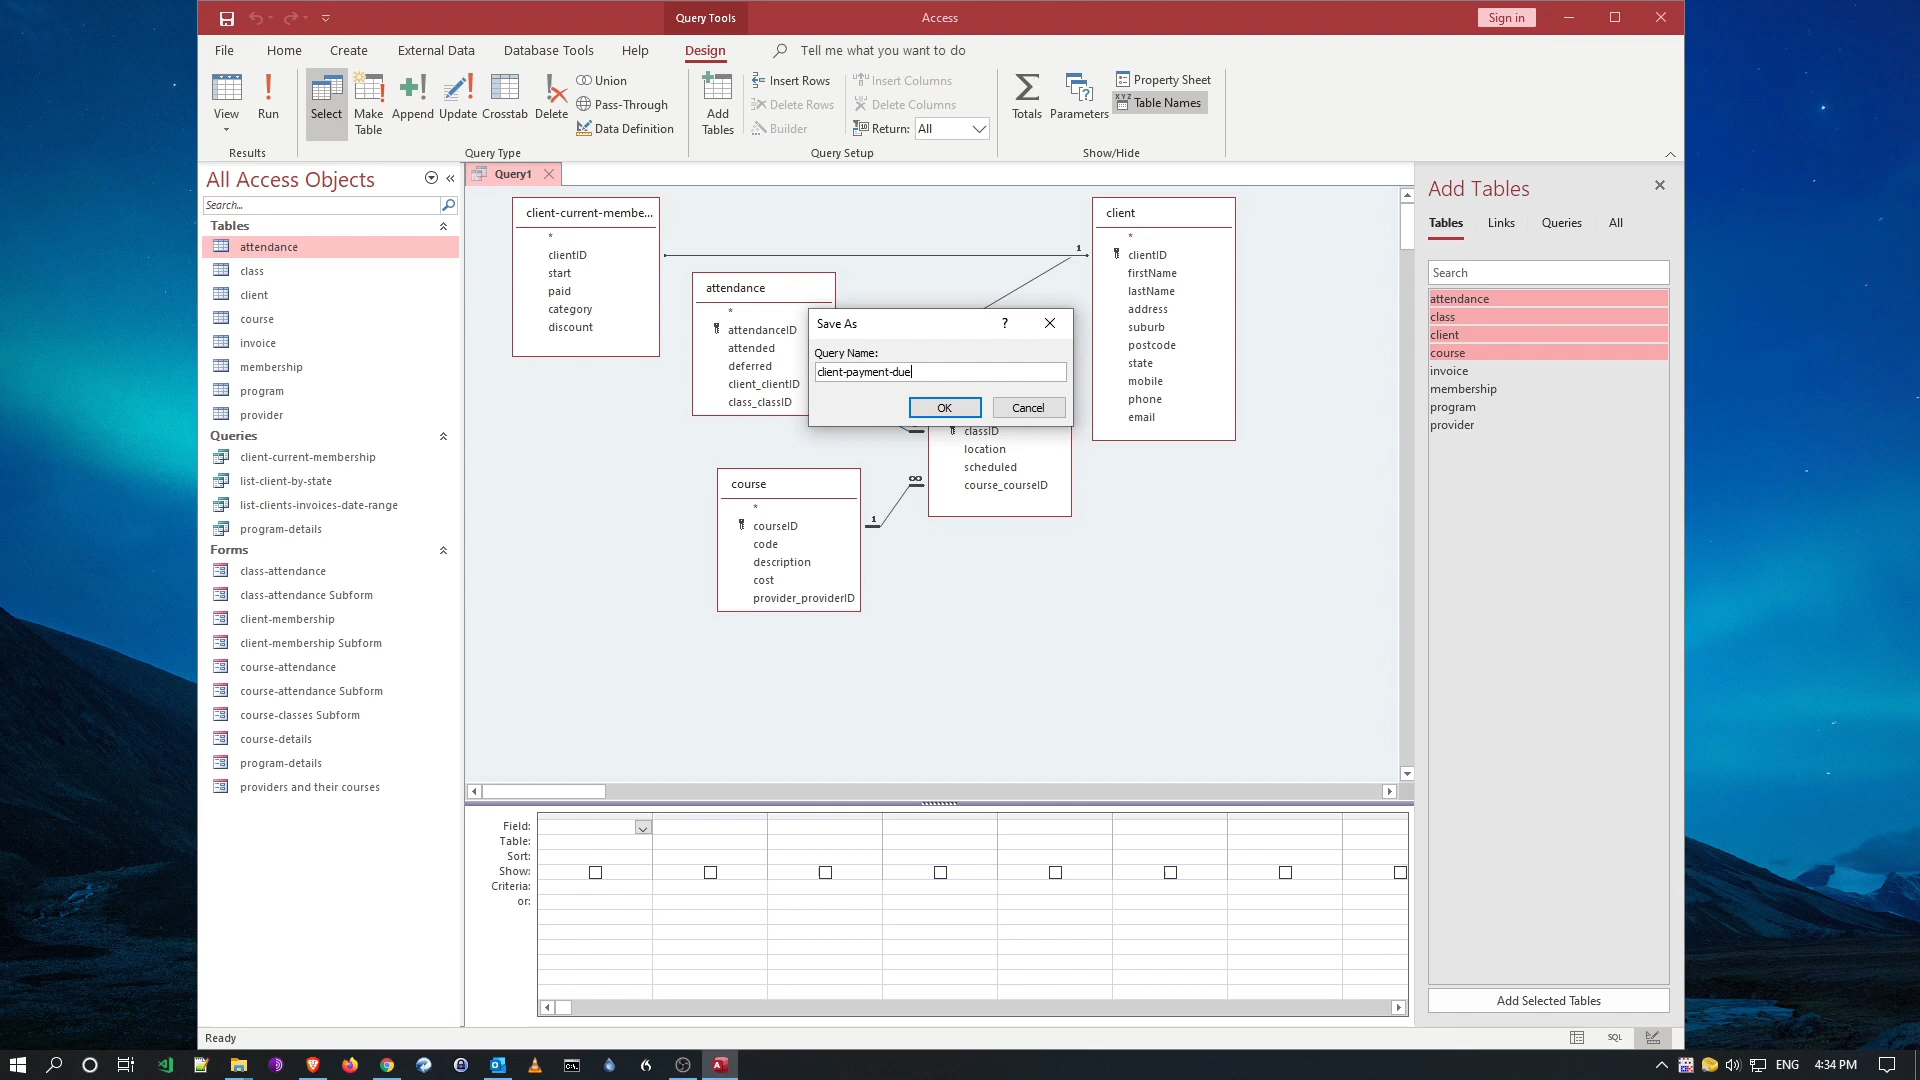 Query Tools
Access
Sign in
File
Home
Create
External Data
Database Tools
Help
Design
Tell me what you want to do
View
Run
Select
Make
Table
Append
Update
Crosstab
Delete
Union
Pass-Through
Data Definition
Add
Tables
Insert Rows
Delete Rows
Builder
Insert Columns
Delete Columns
Return: All
Totals
Parameters
Property Sheet
Table Names
Results
Query Type
Query Setup
Show/Hide
All Access Objects
Search...
Tables
attendance
class
client
course
invoice
membership
program
provider
Queries
client-current-membership
list-client-by-state
list-clients-invoices-date-range
program-details
Forms
class-attendance
class-attendance Subform
client-membership
client-membership Subform
course-attendance
course-attendance Subform
course-classes Subform
course-details
program-details
providers and their courses
Query1
client-current-membe...
*
clientID
start
paid
category
discount
attendance
*
attendanceID
attended
deferred
client_clientID
class_classID
1
client
*
clientID
firstName
lastName
address
suburb
postcode
state
mobile
phone
email
Save As
?
Query Name:
client-payment-due
OK
Cancel
classID
location
scheduled
course_courseID
course
*
courseID
code
description
cost
provider_providerID
1
∞
Field:
Table:
Sort:
Show:
Criteria:
or:
Add Tables
Tables
Links
Queries
All
Search
attendance
class
client
course
invoice
membership
program
provider
Add Selected Tables
Ready
SQL
ENG
4:34 PM